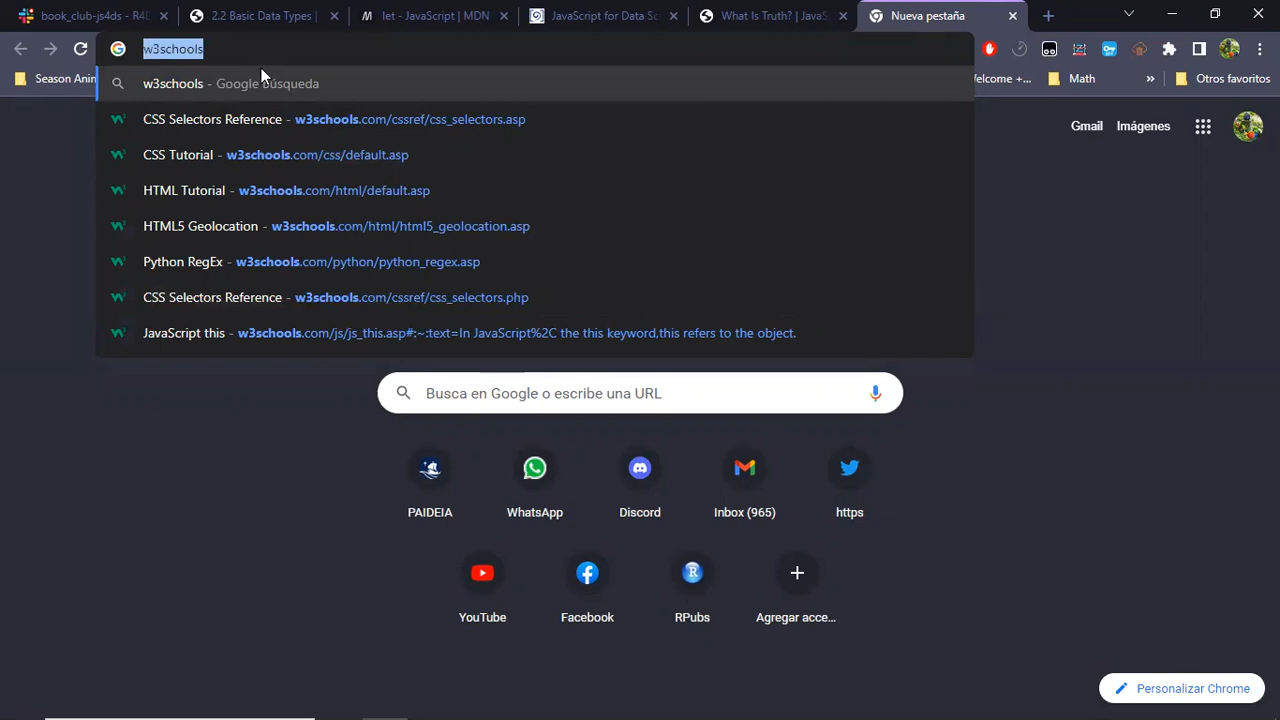 book_club-js4ds - R4D
2.2 Basic Data Types |
let - JavaScript | MDN
JavaScript for Data Sc
What Is Truth? | JavaS
Nueva pestaña
w3schools
Season Anin
elcome +...
Math
Otros favoritos
w3schools - Google Búsqueda
CSS Selectors Reference - w3schools.com/cssref/css_selectors.asp
CSS Tutorial - w3schools.com/css/default.asp
HTML Tutorial - w3schools.com/html/default.asp
HTML5 Geolocation - w3schools.com/html/html5_geolocation.asp
Python RegEx - w3schools.com/python/python_regex.asp
CSS Selectors Reference - w3schools.com/cssref/css_selectors.php
JavaScript this - w3schools.com/js/js_this.asp#:~:text=In JavaScript%2C the this keyword,this refers to the object.
Gmail Imágenes
Busca en Google o escribe una URL
PAIDEIA
WhatsApp
Discord
Inbox (965)
https
YouTube
Facebook
RPubs
Agregar acce...
Personalizar Chrome